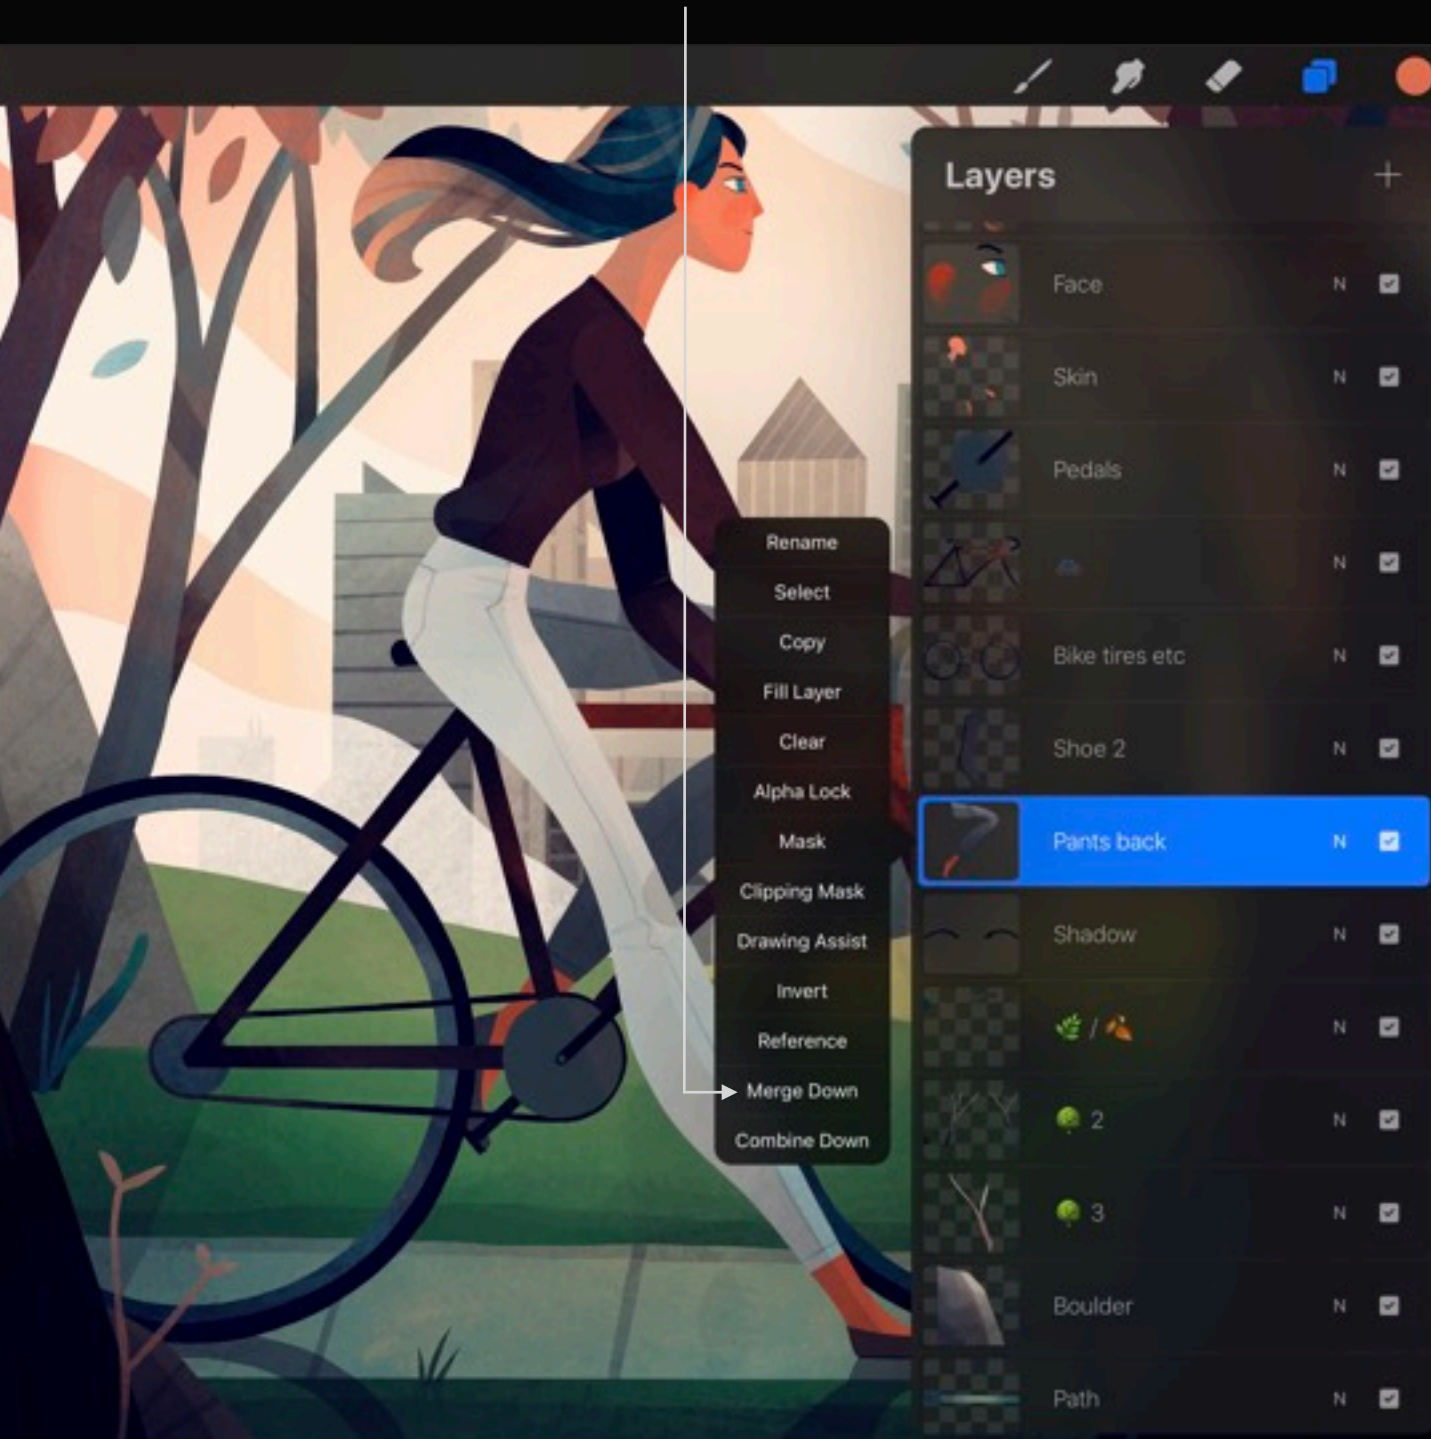 Layers
Face N
Skin N
Pedals N
N
Bike tires etc N
Shoe 2 N
Pants back N
Shadow N
/ N
2 N
3 N
Boulder N
Path N
Rename
Select
Copy
Fill Layer
Clear
Alpha Lock
Mask
Clipping Mask
Drawing Assist
Invert
Reference
Merge Down
Combine Down